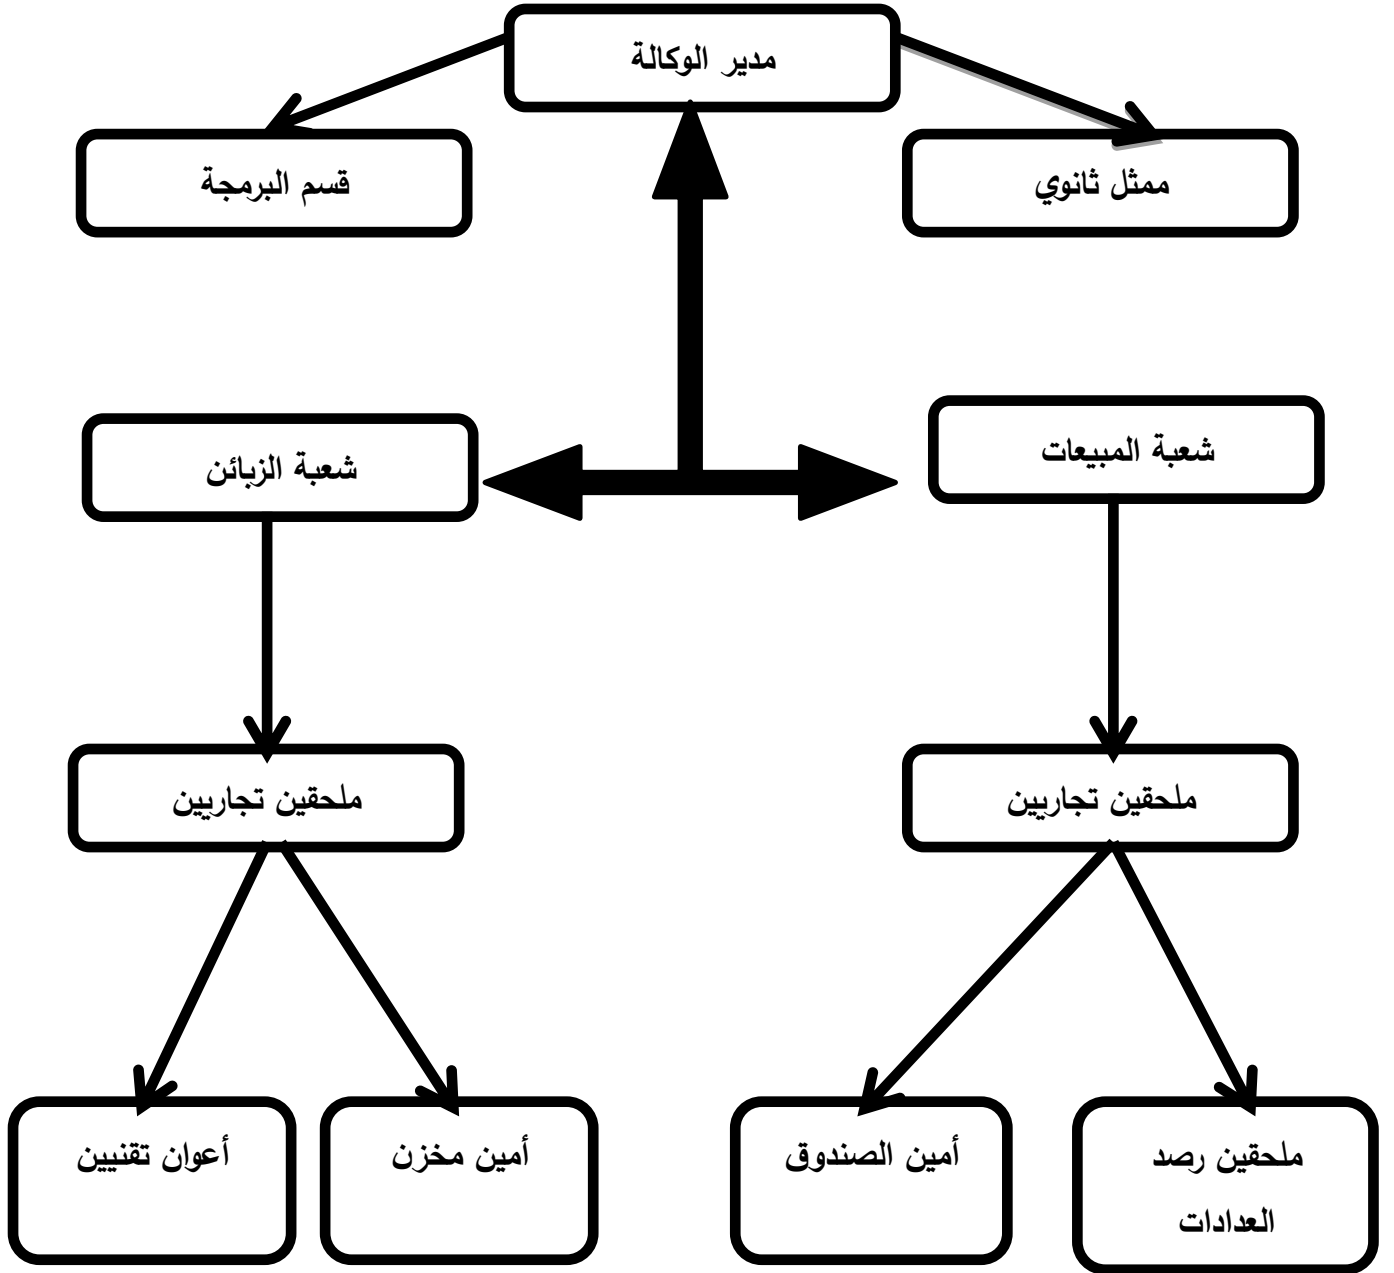 مدير الوكالة
ممثل ثانوي
قسم البرمجة
شعبة المبيعات
شعبة الزبائن
ملحقين تجاريين
ملحقين تجاريين
ملحقين رصد
العدادات
أمين الصندوق
أمين مخزن
أعوان تقنيين